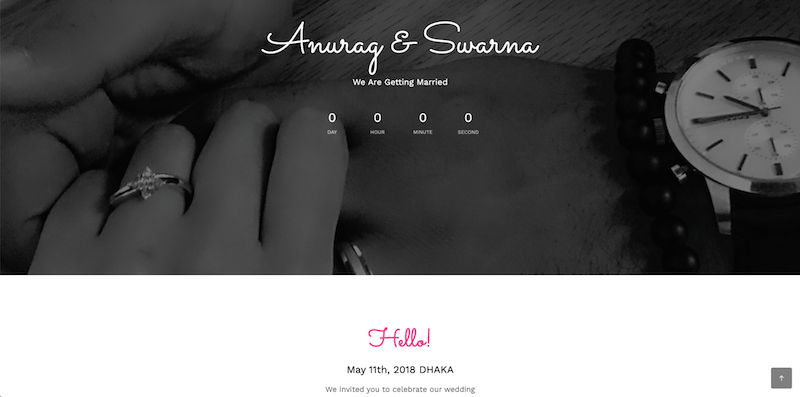 Anurag & Swarna
We Are Getting Married
0 0 0 0
DAY HOUR MINUTE SECOND
Hello!
May 11th, 2018 DHAKA
We invited you to celebrate our wedding